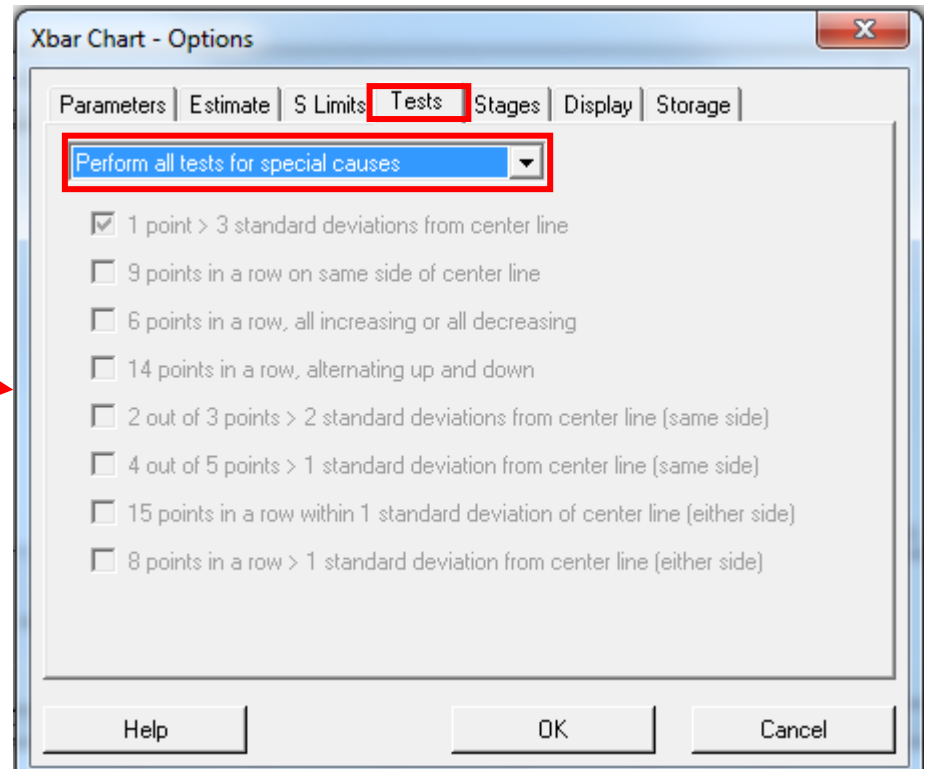 Xbar Chart - Options
Parameters Estimate S Limits Tests Stages Display Storage
Perform all tests for special causes
1 point > 3 standard deviations from center line
9 points in a row on same side of center line
6 points in a row, all increasing or all decreasing
14 points in a row, alternating up and down
2 out of 3 points > 2 standard deviations from center line (same side)
4 out of 5 points > 1 standard deviation from center line (same side)
15 points in a row within 1 standard deviation of center line (either side)
8 points in a row > 1 standard deviation from center line (either side)
Help OK Cancel